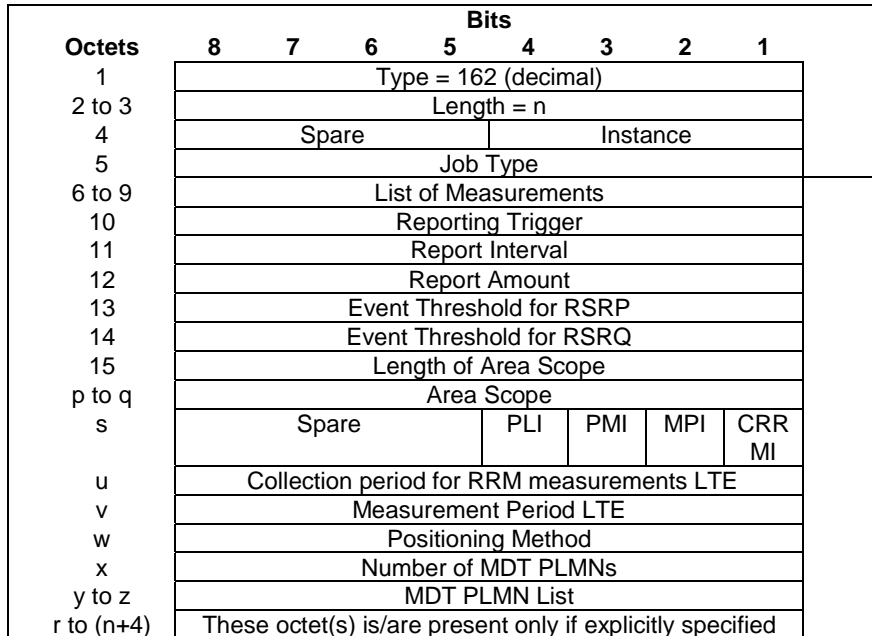 Bits
Octets 8 7 6 5 4 3 2 1
1 Type = 162 (decimal)
2 to 3 Length = n
4 Spare Instance
5 Job Type
6 to 9 List of Measurements
10 Reporting Trigger
11 Report Interval
12 Report Amount
13 Event Threshold for RSRP
14 Event Threshold for RSRQ
15 Length of Area Scope
p to q Area Scope
s Spare PLI PMI MPI CRR
MI
u Collection period for RRM measurements LTE
v Measurement Period LTE
w Positioning Method
x Number of MDT PLMNs
y to z MDT PLMN List
r to (n+4) These octet(s) is/are present only if explicitly specified